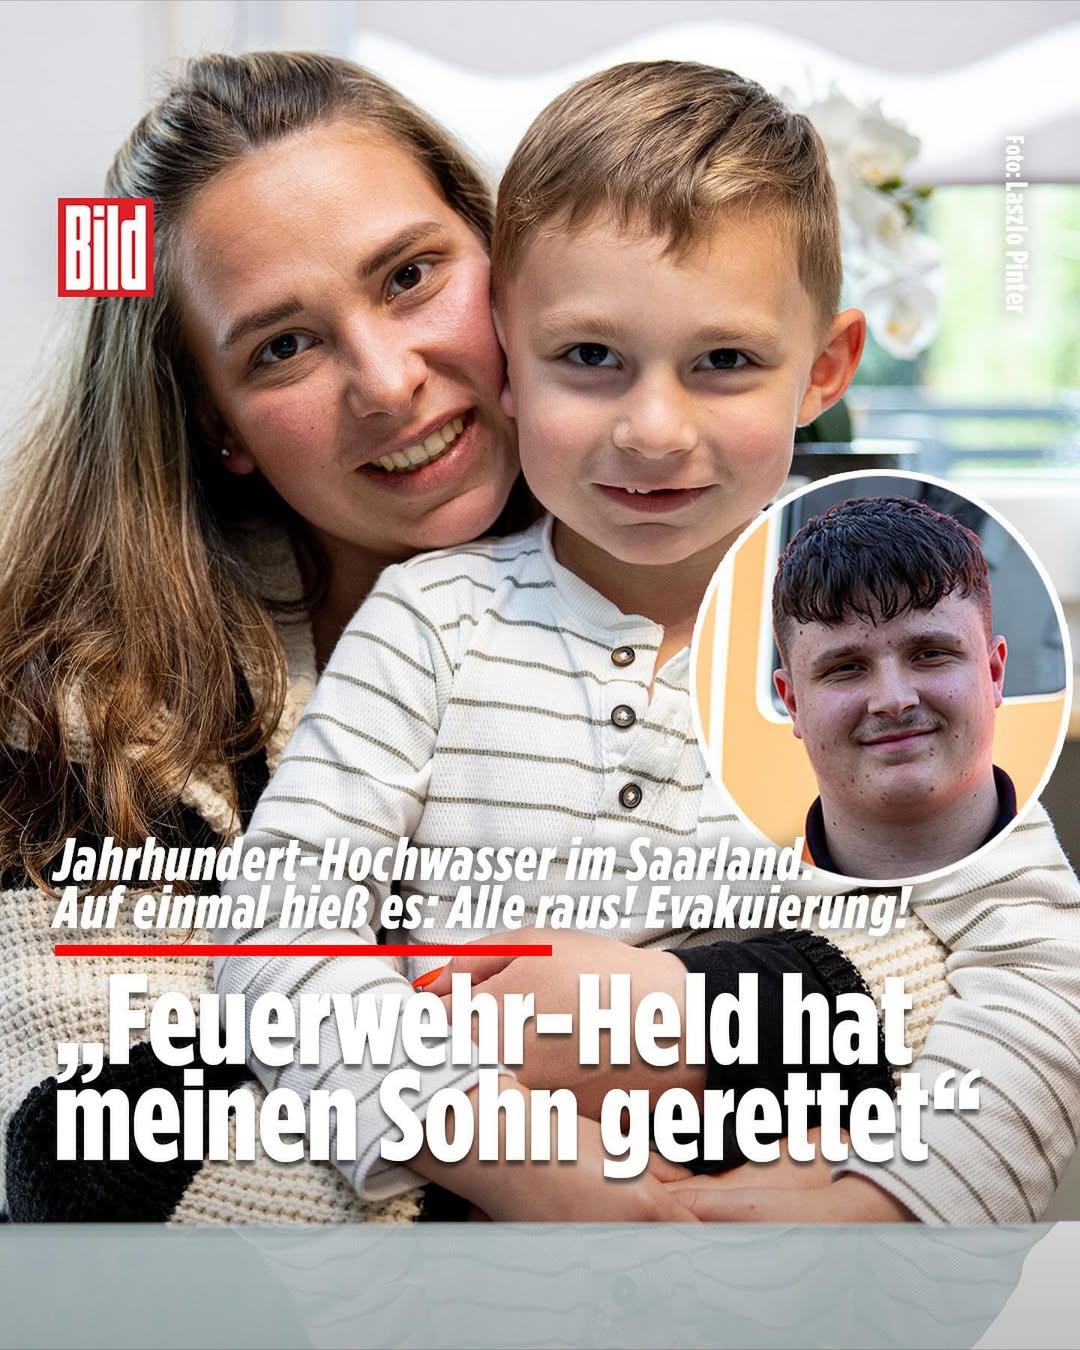 Bild
Foto: Laszlo Pinter
Jahrhundert-Hochwasser im Saarland.
Auf einmal hieß es: Alle raus! Evakuierung!
„Feuerwehr-Held hat
meinen Sohn gerettet“